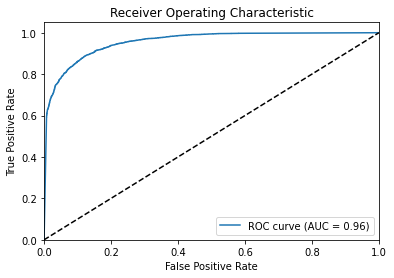 Receiver Operating Characteristic
True Positive Rate
1.0
0.8
0.6
0.4
0.2
0.0
ROC curve (AUC = 0.96)
0.0 0.2 0.4 0.6 0.8 1.0
False Positive Rate